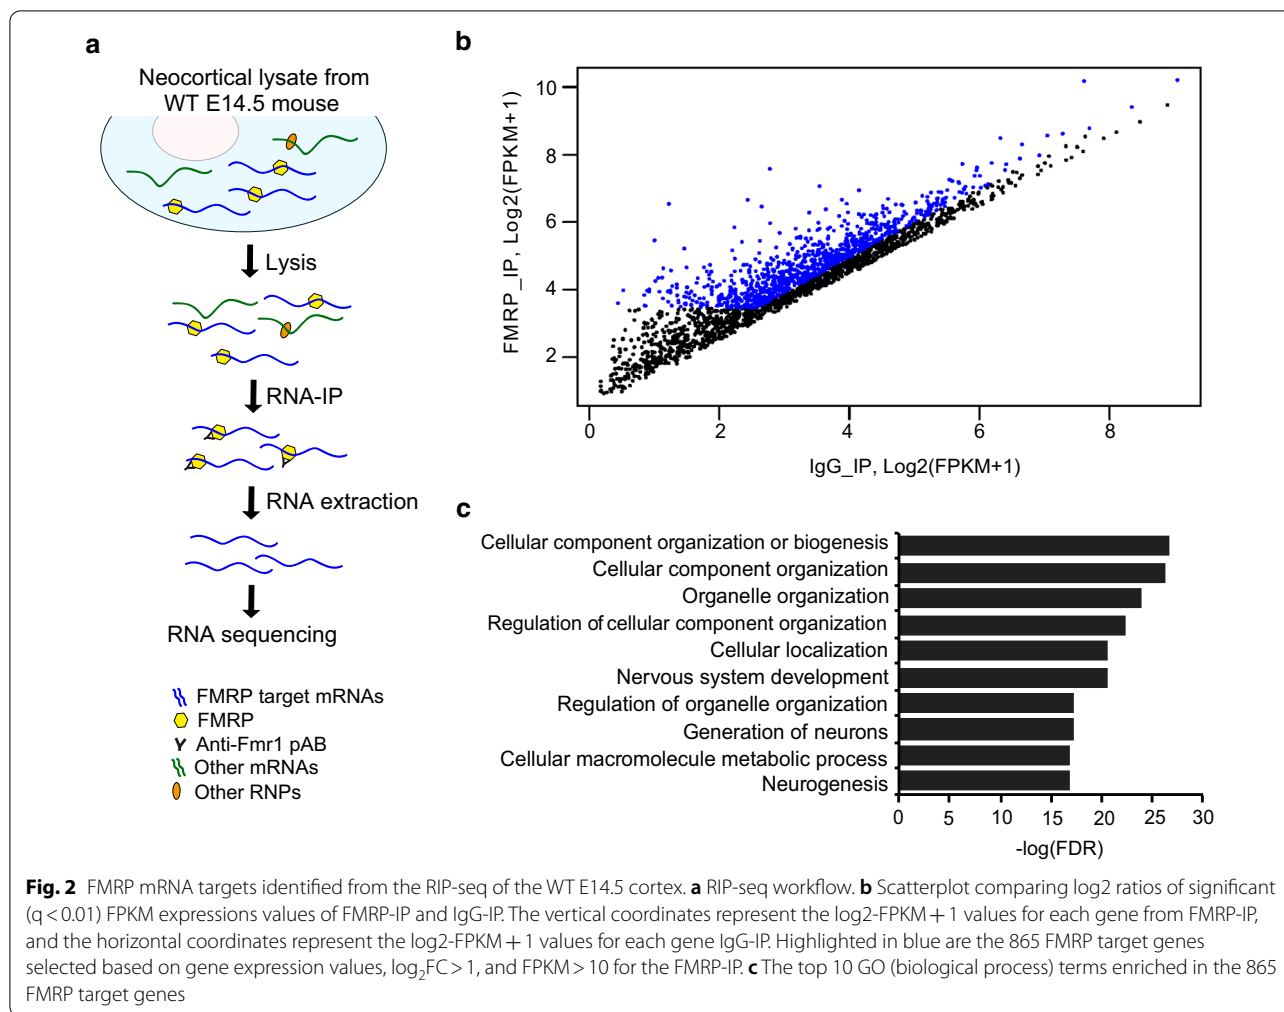 a
Neocortical lysate from
WT E14.5 mouse
Lysis
RNA-IP
RNA extraction
RNA sequencing
FMRP target mRNAs
FMRP
Anti-Fmr1 pAB
Other mRNAs
Other RNPs
b
FMRP_IP, Log2(FPKM+1)
10
8
6
4
2
0 2 4 6 8
IgG_IP, Log2(FPKM+1)
c
Cellular component organization or biogenesis
Cellular component organization
Organelle organization
Regulation of cellular component organization
Cellular localization
Nervous system development
Regulation of organelle organization
Generation of neurons
Cellular macromolecule metabolic process
Neurogenesis
0 5 10 15 20 25 30
-log(FDR)
Fig. 2 FMRP mRNA targets identified from the RIP-seq of the WT E14.5 cortex. a RIP-seq workflow. b Scatterplot comparing log2 ratios of significant
(q < 0.01) FPKM expressions values of FMRP-IP and IgG-IP. The vertical coordinates represent the log2-FPKM + 1 values for each gene from FMRP-IP,
and the horizontal coordinates represent the log2-FPKM + 1 values for each gene IgG-IP. Highlighted in blue are the 865 FMRP target genes
selected based on gene expression values, log₂FC > 1, and FPKM > 10 for the FMRP-IP. c The top 10 GO (biological process) terms enriched in the 865
FMRP target genes